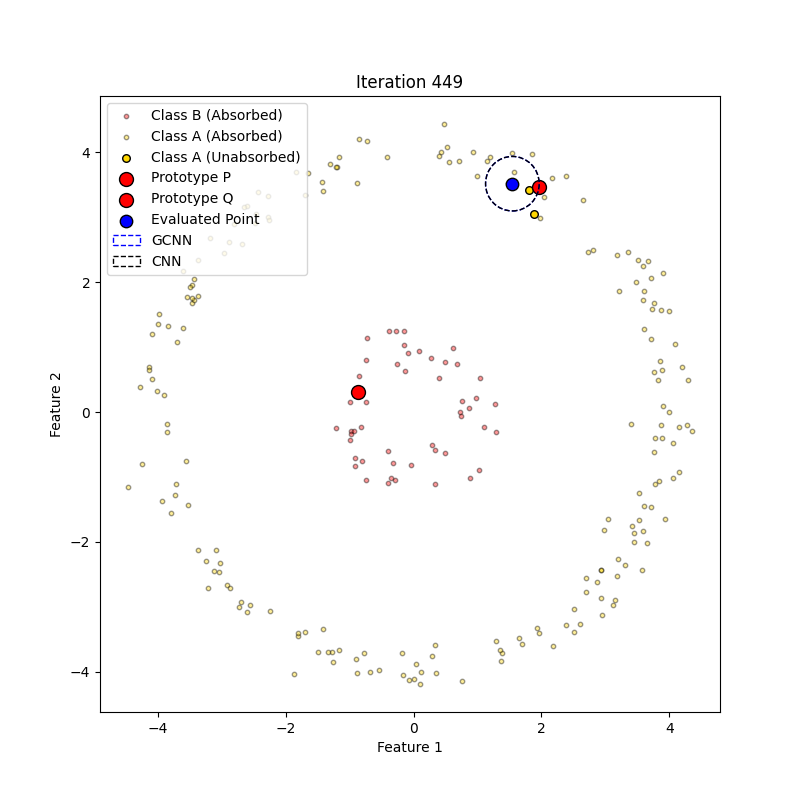 Iteration 449
Class B (Absorbed)
Class A (Absorbed)
Class A (Unabsorbed)
Prototype P
Prototype Q
Evaluated Point
GCNN
CNN
4
2
0
−2
−4
Feature 2
−4
−2
0
2
4
Feature 1